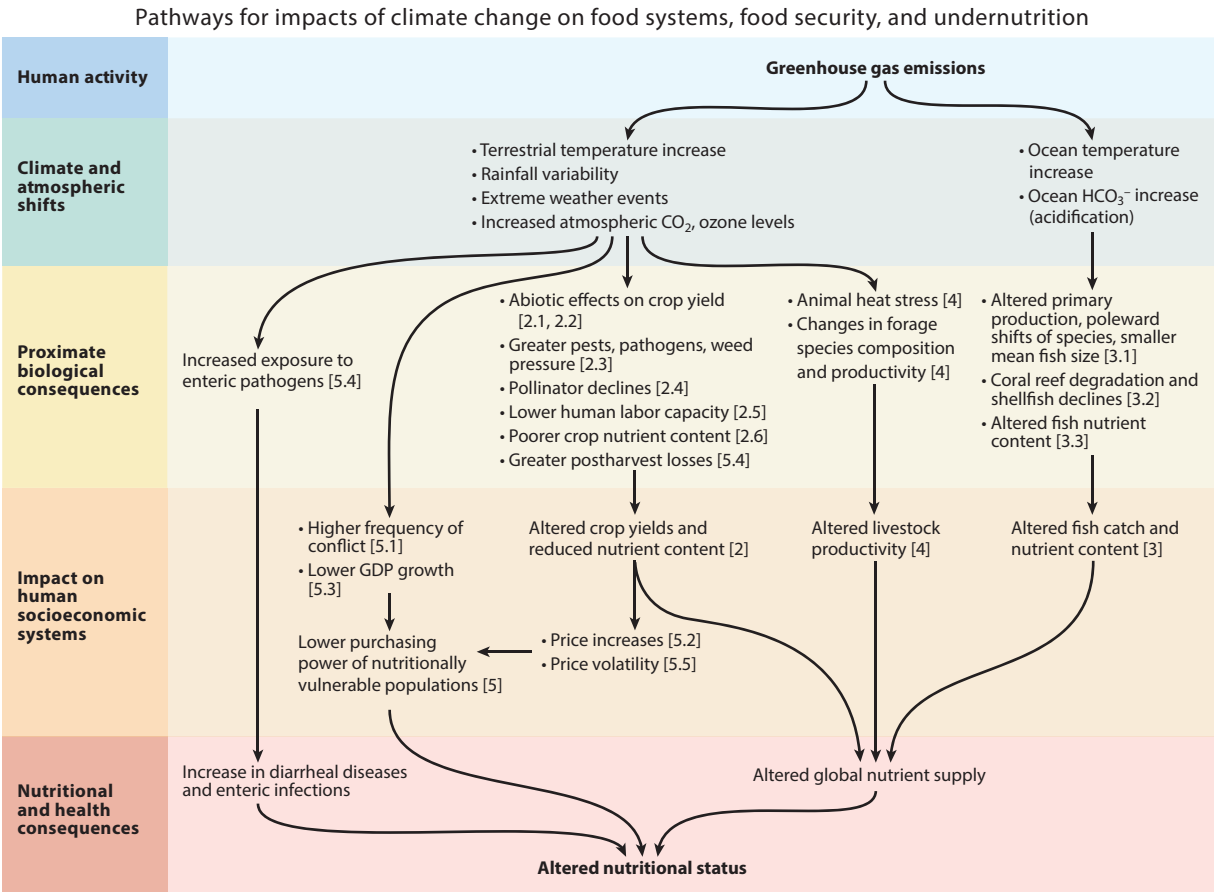 Pathways for impacts of climate change on food systems, food security, and undernutrition
Human activity
Greenhouse gas emissions
Climate and
atmospheric
shifts
• Terrestrial temperature increase
• Rainfall variability
• Extreme weather events
• Increased atmospheric CO₂, ozone levels
• Ocean temperature
increase
• Ocean HCO₃⁻ increase
(acidification)
Proximate
biological
consequences
Increased exposure to
enteric pathogens [5.4]
• Abiotic effects on crop yield
[2.1, 2.2]
• Greater pests, pathogens, weed
pressure [2.3]
• Pollinator declines [2.4]
• Lower human labor capacity [2.5]
• Poorer crop nutrient content [2.6]
• Greater postharvest losses [5.4]
• Animal heat stress [4]
• Changes in forage
species composition
and productivity [4]
• Altered primary
production, poleward
shifts of species, smaller
mean fish size [3.1]
• Coral reef degradation and
shellfish declines [3.2]
• Altered fish nutrient
content [3.3]
Impact on
human
socioeconomic
systems
• Higher frequency of
conflict [5.1]
• Lower GDP growth
[5.3]
Altered crop yields and
reduced nutrient content [2]
Altered livestock
productivity [4]
Altered fish catch and
nutrient content [3]
Lower purchasing
power of nutritionally
vulnerable populations [5]
• Price increases [5.2]
• Price volatility [5.5]
Nutritional
and health
consequences
Increase in diarrheal diseases
and enteric infections
Altered global nutrient supply
Altered nutritional status